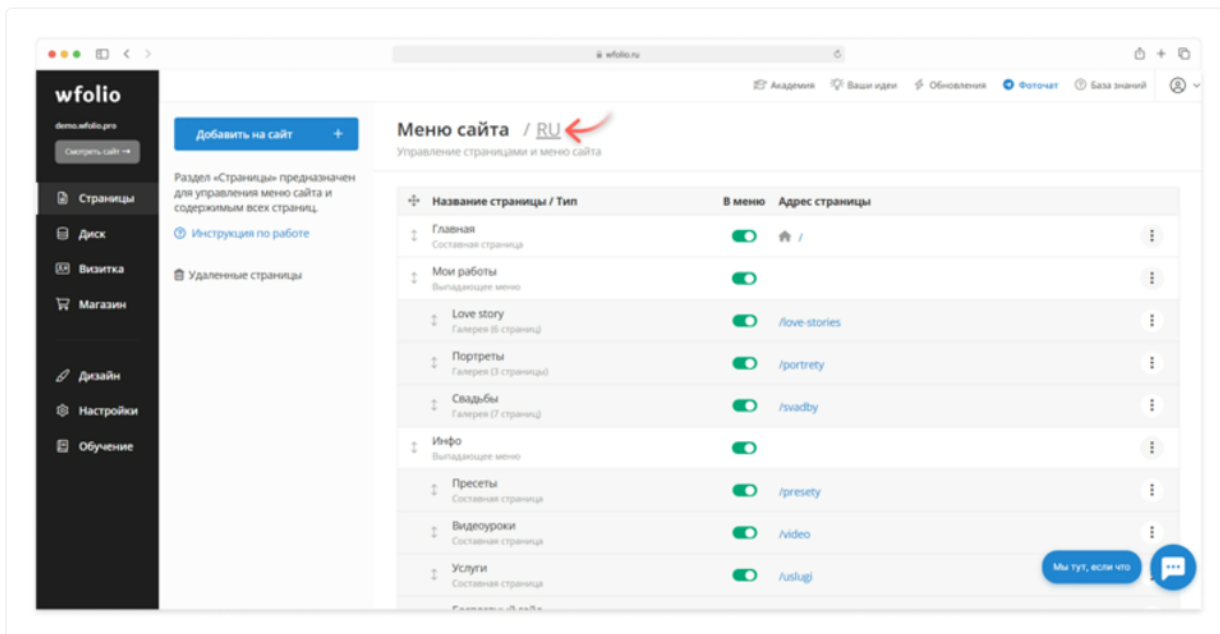 wfolio.ru
wfolio
demo.wfolio.pro
Смотреть сайт →
Страницы
Диск
Визитка
Магазин
Дизайн
Настройки
Обучение
Академия
Ваши идеи
Обновления
Фоточат
База знаний
Добавить на сайт +
Раздел «Страницы» предназначен
для управления меню сайта и
содержимым всех страниц.
Инструкция по работе
Удаленные страницы
Меню сайта / RU
Управление страницами и меню сайта
Название страницы / Тип В меню Адрес страницы
Главная
Составная страница
/
Мои работы
Выпадающее меню
Love story
Галерея (6 страниц)
/love-stories
Портреты
Галерея (3 страницы)
/portrety
Свадьбы
Галерея (7 страниц)
/svadby
Инфо
Выпадающее меню
Пресеты
Составная страница
/presety
Видеоуроки
Составная страница
/video
Услуги
Составная страница
/uslugi
Мы тут, если что